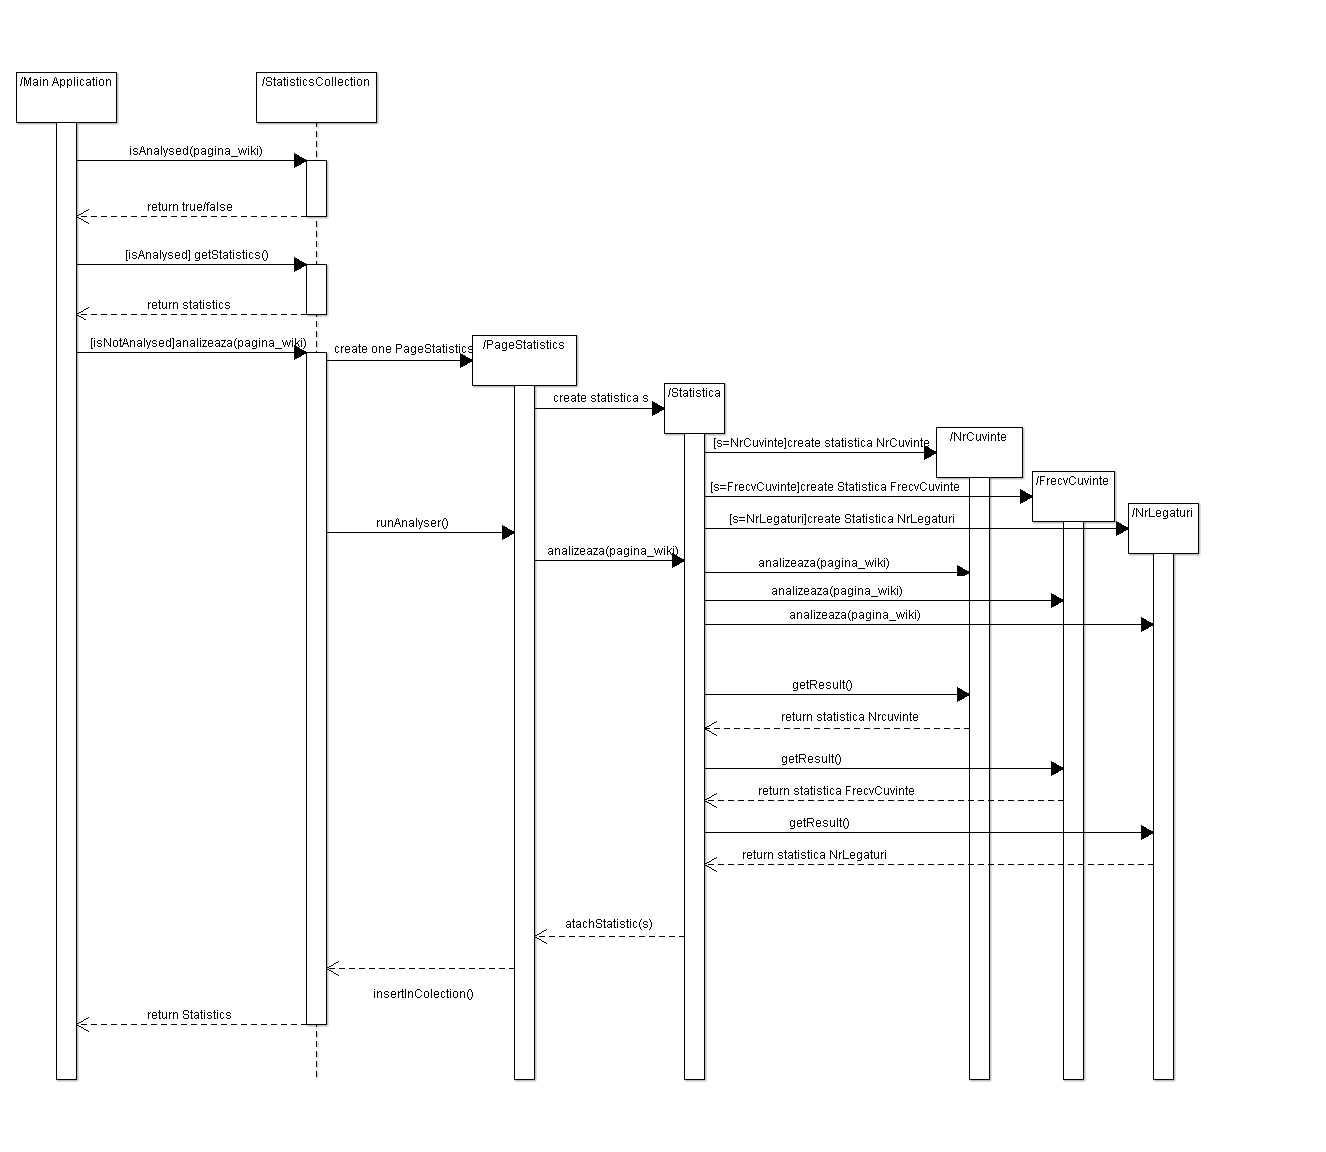 /Main Application
/StatisticsCollection
isAnalysed(pagina_wiki)
return true/false
[isAnalysed] getStatistics()
return statistics
[isNotAnalysed]analizeaza(pagina_wiki)
create one PageStatistics
/PageStatistics
create statistica s
/Statistica
[s=NrCuvinte]create statistica NrCuvinte
/NrCuvinte
[s=FrecvCuvinte]create Statistica FrecvCuvinte
/FrecvCuvinte
[s=NrLegaturi]create Statistica NrLegaturi
/NrLegaturi
runAnalyser()
analizeaza(pagina_wiki)
analizeaza(pagina_wiki)
analizeaza(pagina_wiki)
analizeaza(pagina_wiki)
getResult()
return statistica Nrcuvinte
getResult()
return statistica FrecvCuvinte
getResult()
return statistica NrLegaturi
atachStatistic(s)
insertInColection()
return Statistics